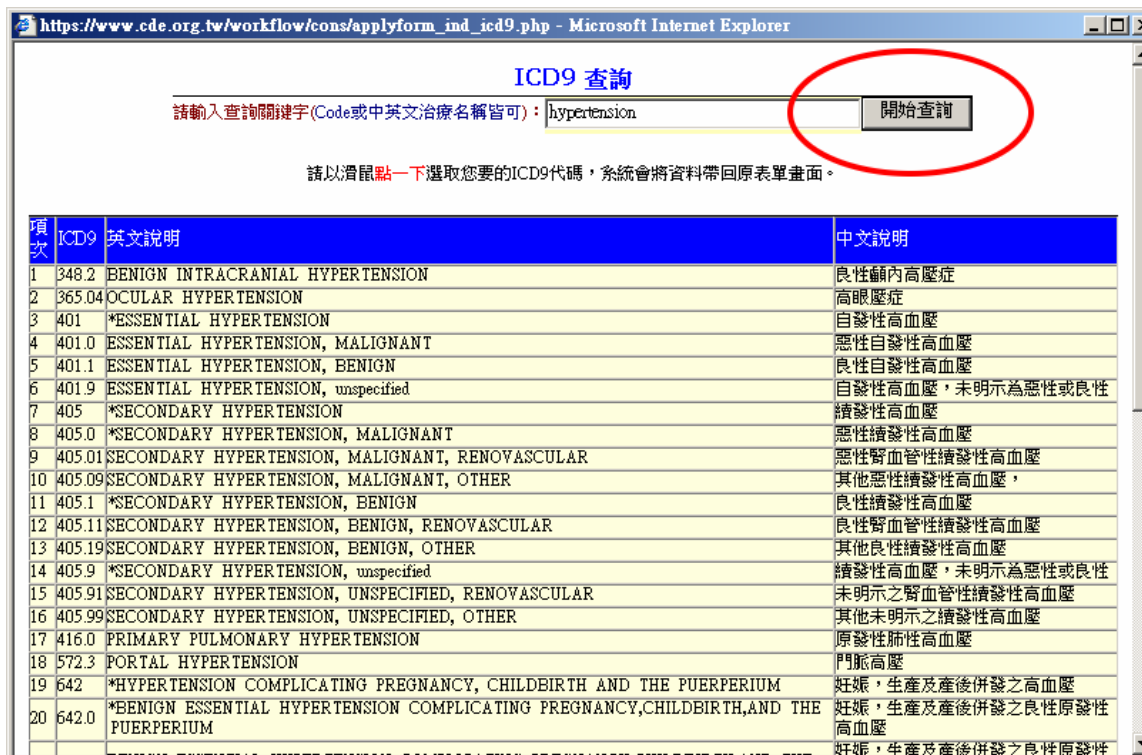 https://www.cde.org.tw/workflow/cons/applyform_ind_icd9.php - Microsoft Internet Explorer
ICD9 查詢
請輸入查詢關鍵字(Code或中英文治療名稱皆可)：hypertension 開始查詢
請以滑鼠點一下選取您要的ICD9代碼，系統會將資料帶回原表單畫面。
項次 ICD9 英文說明 中文說明
1 348.2 BENIGN INTRACRANIAL HYPERTENSION 良性顱內高壓症
2 365.04 OCULAR HYPERTENSION 高眼壓症
3 401 *ESSENTIAL HYPERTENSION 自發性高血壓
4 401.0 ESSENTIAL HYPERTENSION, MALIGNANT 惡性自發性高血壓
5 401.1 ESSENTIAL HYPERTENSION, BENIGN 良性自發性高血壓
6 401.9 ESSENTIAL HYPERTENSION, unspecified 自發性高血壓，未明示為惡性或良性
7 405 *SECONDARY HYPERTENSION 續發性高血壓
8 405.0 *SECONDARY HYPERTENSION, MALIGNANT 惡性續發性高血壓
9 405.01 SECONDARY HYPERTENSION, MALIGNANT, RENOVASCULAR 惡性腎血管性續發性高血壓
10 405.09 SECONDARY HYPERTENSION, MALIGNANT, OTHER 其他惡性續發性高血壓，
11 405.1 *SECONDARY HYPERTENSION, BENIGN 良性續發性高血壓
12 405.11 SECONDARY HYPERTENSION, BENIGN, RENOVASCULAR 良性腎血管性續發性高血壓
13 405.19 SECONDARY HYPERTENSION, BENIGN, OTHER 其他良性續發性高血壓
14 405.9 *SECONDARY HYPERTENSION, unspecified 續發性高血壓，未明示為惡性或良性
15 405.91 SECONDARY HYPERTENSION, UNSPECIFIED, RENOVASCULAR 未明示之腎血管性續發性高血壓
16 405.99 SECONDARY HYPERTENSION, UNSPECIFIED, OTHER 其他未明示之續發性高血壓
17 416.0 PRIMARY PULMONARY HYPERTENSION 原發性肺性高血壓
18 572.3 PORTAL HYPERTENSION 門脈高壓
19 642 *HYPERTENSION COMPLICATING PREGNANCY, CHILDBIRTH AND THE PUERPERIUM 妊娠，生產及產後併發之高血壓
20 642.0 *BENIGN ESSENTIAL HYPERTENSION COMPLICATING PREGNANCY,CHILDBIRTH,AND THE 妊娠，生產及產後併發之良性原發性
PUERPERIUM 高血壓
妊娠，生產及產後併發之良性原發性